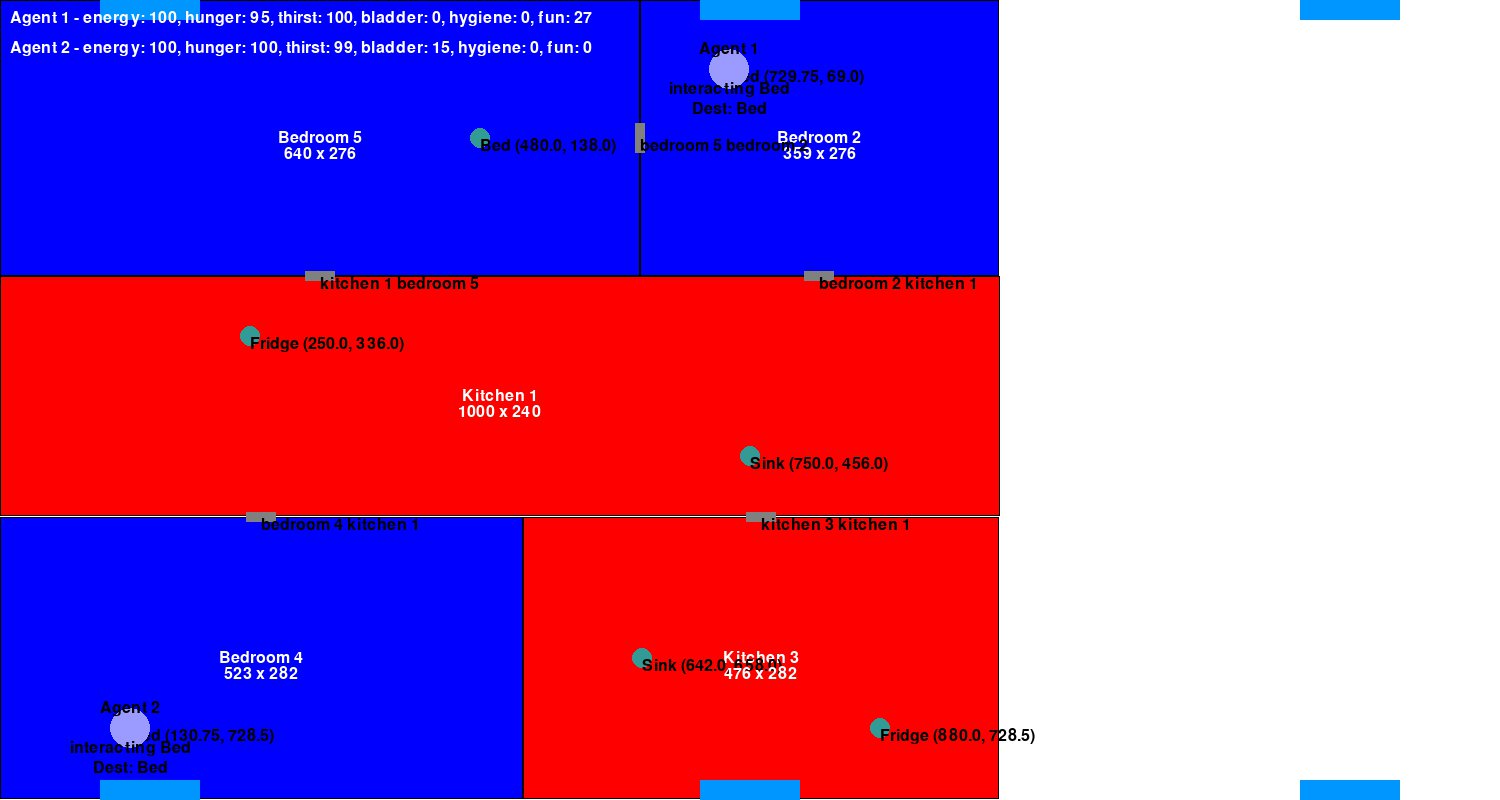 Agent 1 - energy: 100, hunger: 95, thirst: 100, bladder: 0, hygiene: 0, fun: 27
Agent 2 - energy: 100, hunger: 100, thirst: 99, bladder: 15, hygiene: 0, fun: 0
Agent 1
(729.75, 69.0)
interacting Bed
Dest: Bed
Bedroom 5
640 x 276
Bed (480.0, 138.0)
bedroom 5 bedroom 2
Bedroom 2
359 x 276
kitchen 1 bedroom 5
bedroom 2 kitchen 1
Fridge (250.0, 336.0)
Kitchen 1
1000 x 240
Sink (750.0, 456.0)
bedroom 4 kitchen 1
kitchen 3 kitchen 1
Bedroom 4
523 x 282
Sink (642.0, 658.0)
Kitchen 3
476 x 282
Agent 2
(130.75, 728.5)
interacting Bed
Dest: Bed
Fridge (880.0, 728.5)